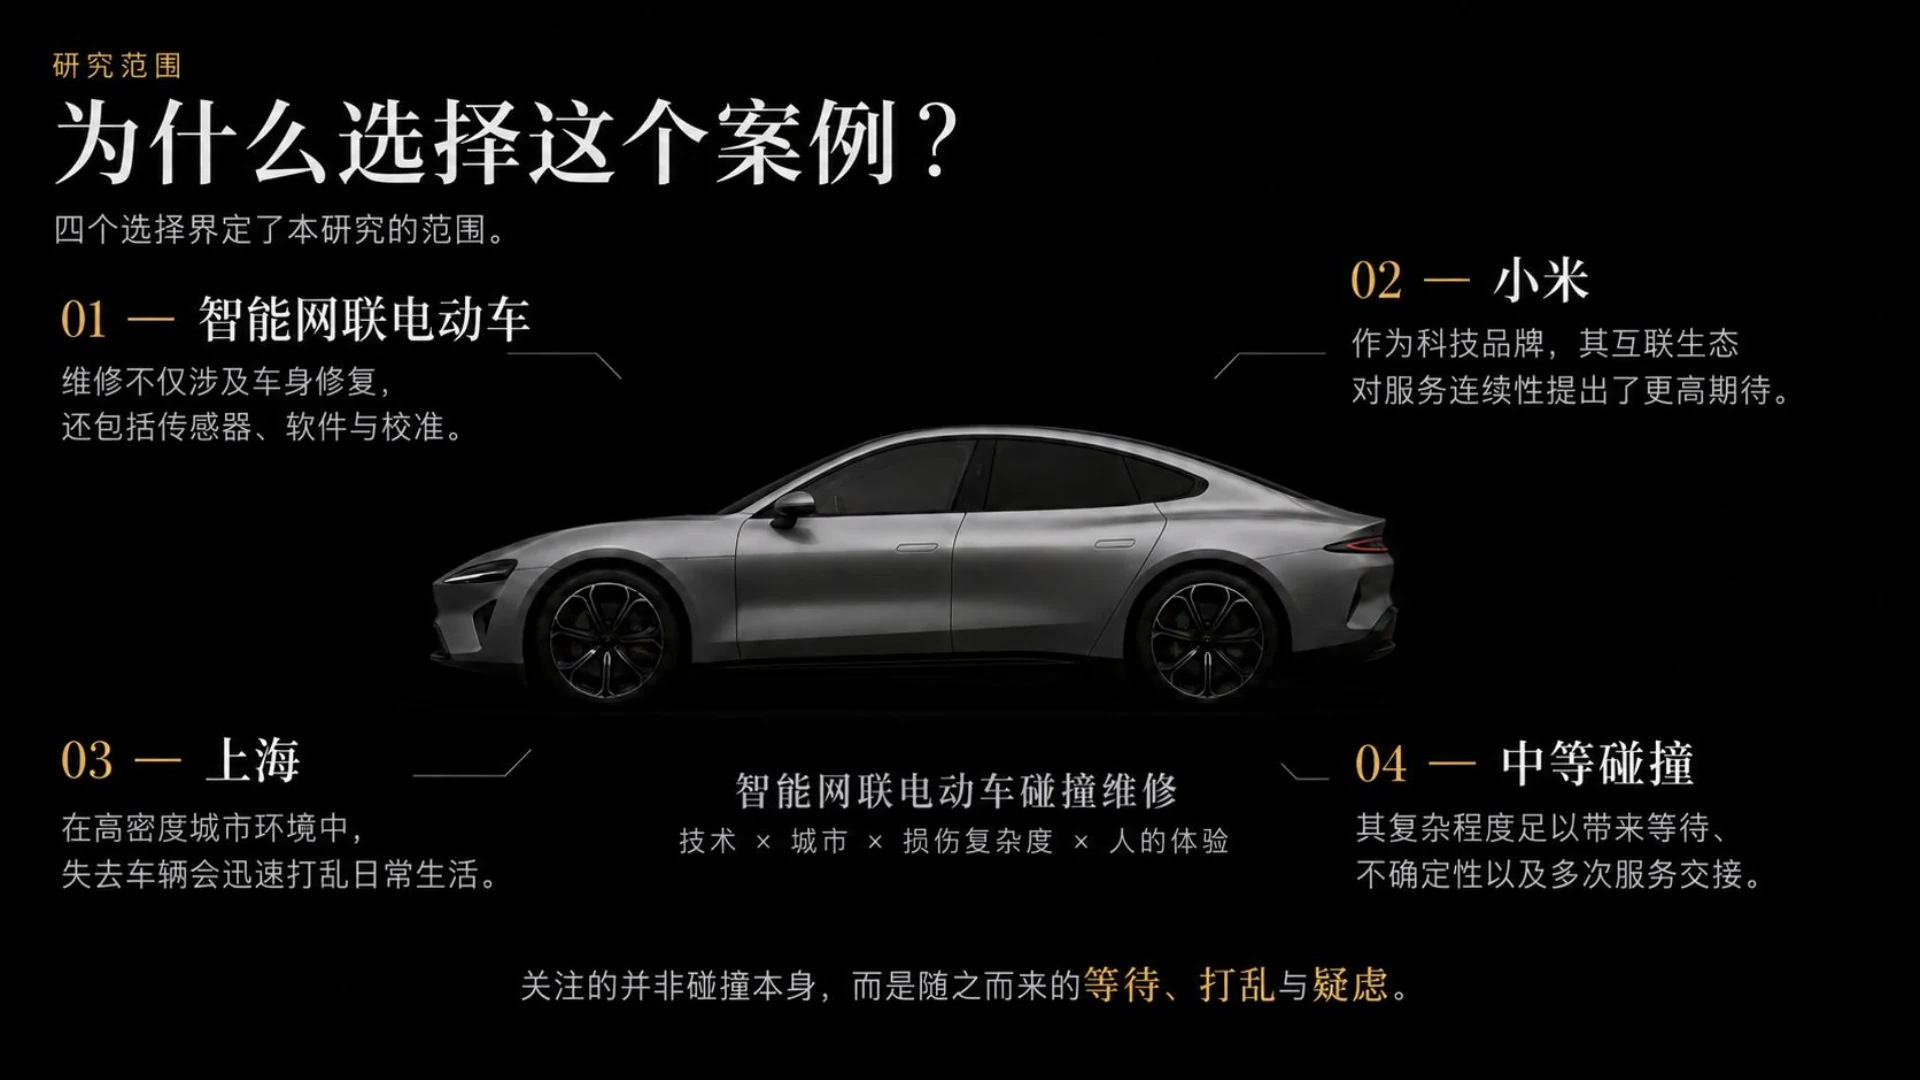 研究范围
为什么选择这个案例？
四个选择界定了本研究的范围。
01 — 智能网联电动车
维修不仅涉及车身修复，
还包括传感器、软件与校准。
02 — 小米
作为科技品牌，其互联生态
对服务连续性提出了更高期待。
03 — 上海
在高密度城市环境中，
失去车辆会迅速打乱日常生活。
智能网联电动车碰撞维修
技术 × 城市 × 损伤复杂度 × 人的体验
04 — 中等碰撞
其复杂程度足以带来等待、
不确定性以及多次服务交接。
关注的并非碰撞本身，而是随之而来的等待、打乱与疑虑。